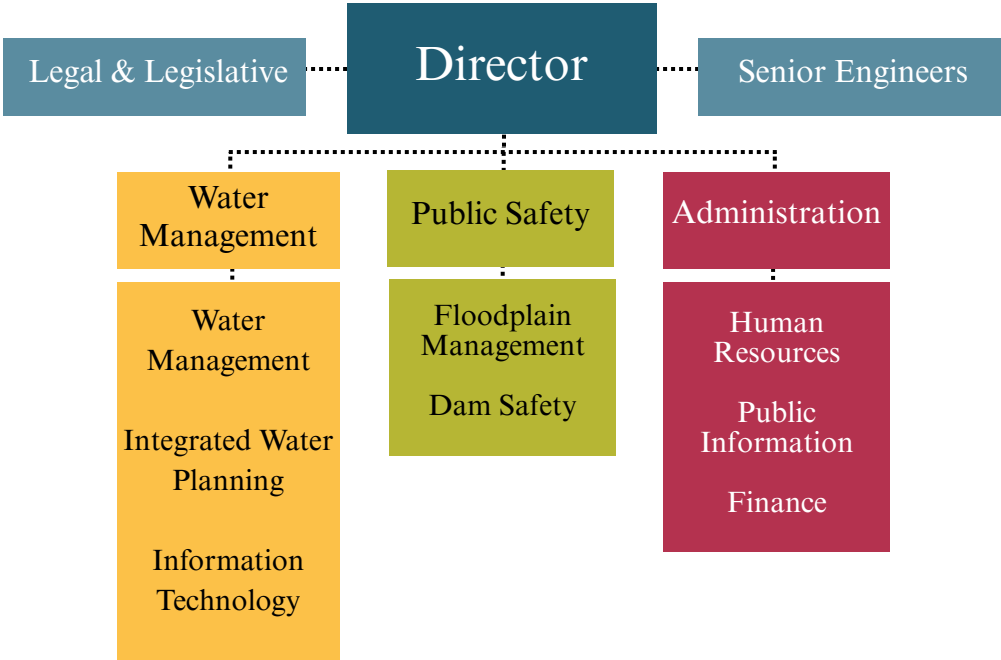 Legal & Legislative
Director
Senior Engineers
Water
Management
Public Safety
Administration
Water
Management
Integrated Water
Planning
Information
Technology
Floodplain
Management
Dam Safety
Human
Resources
Public
Information
Finance